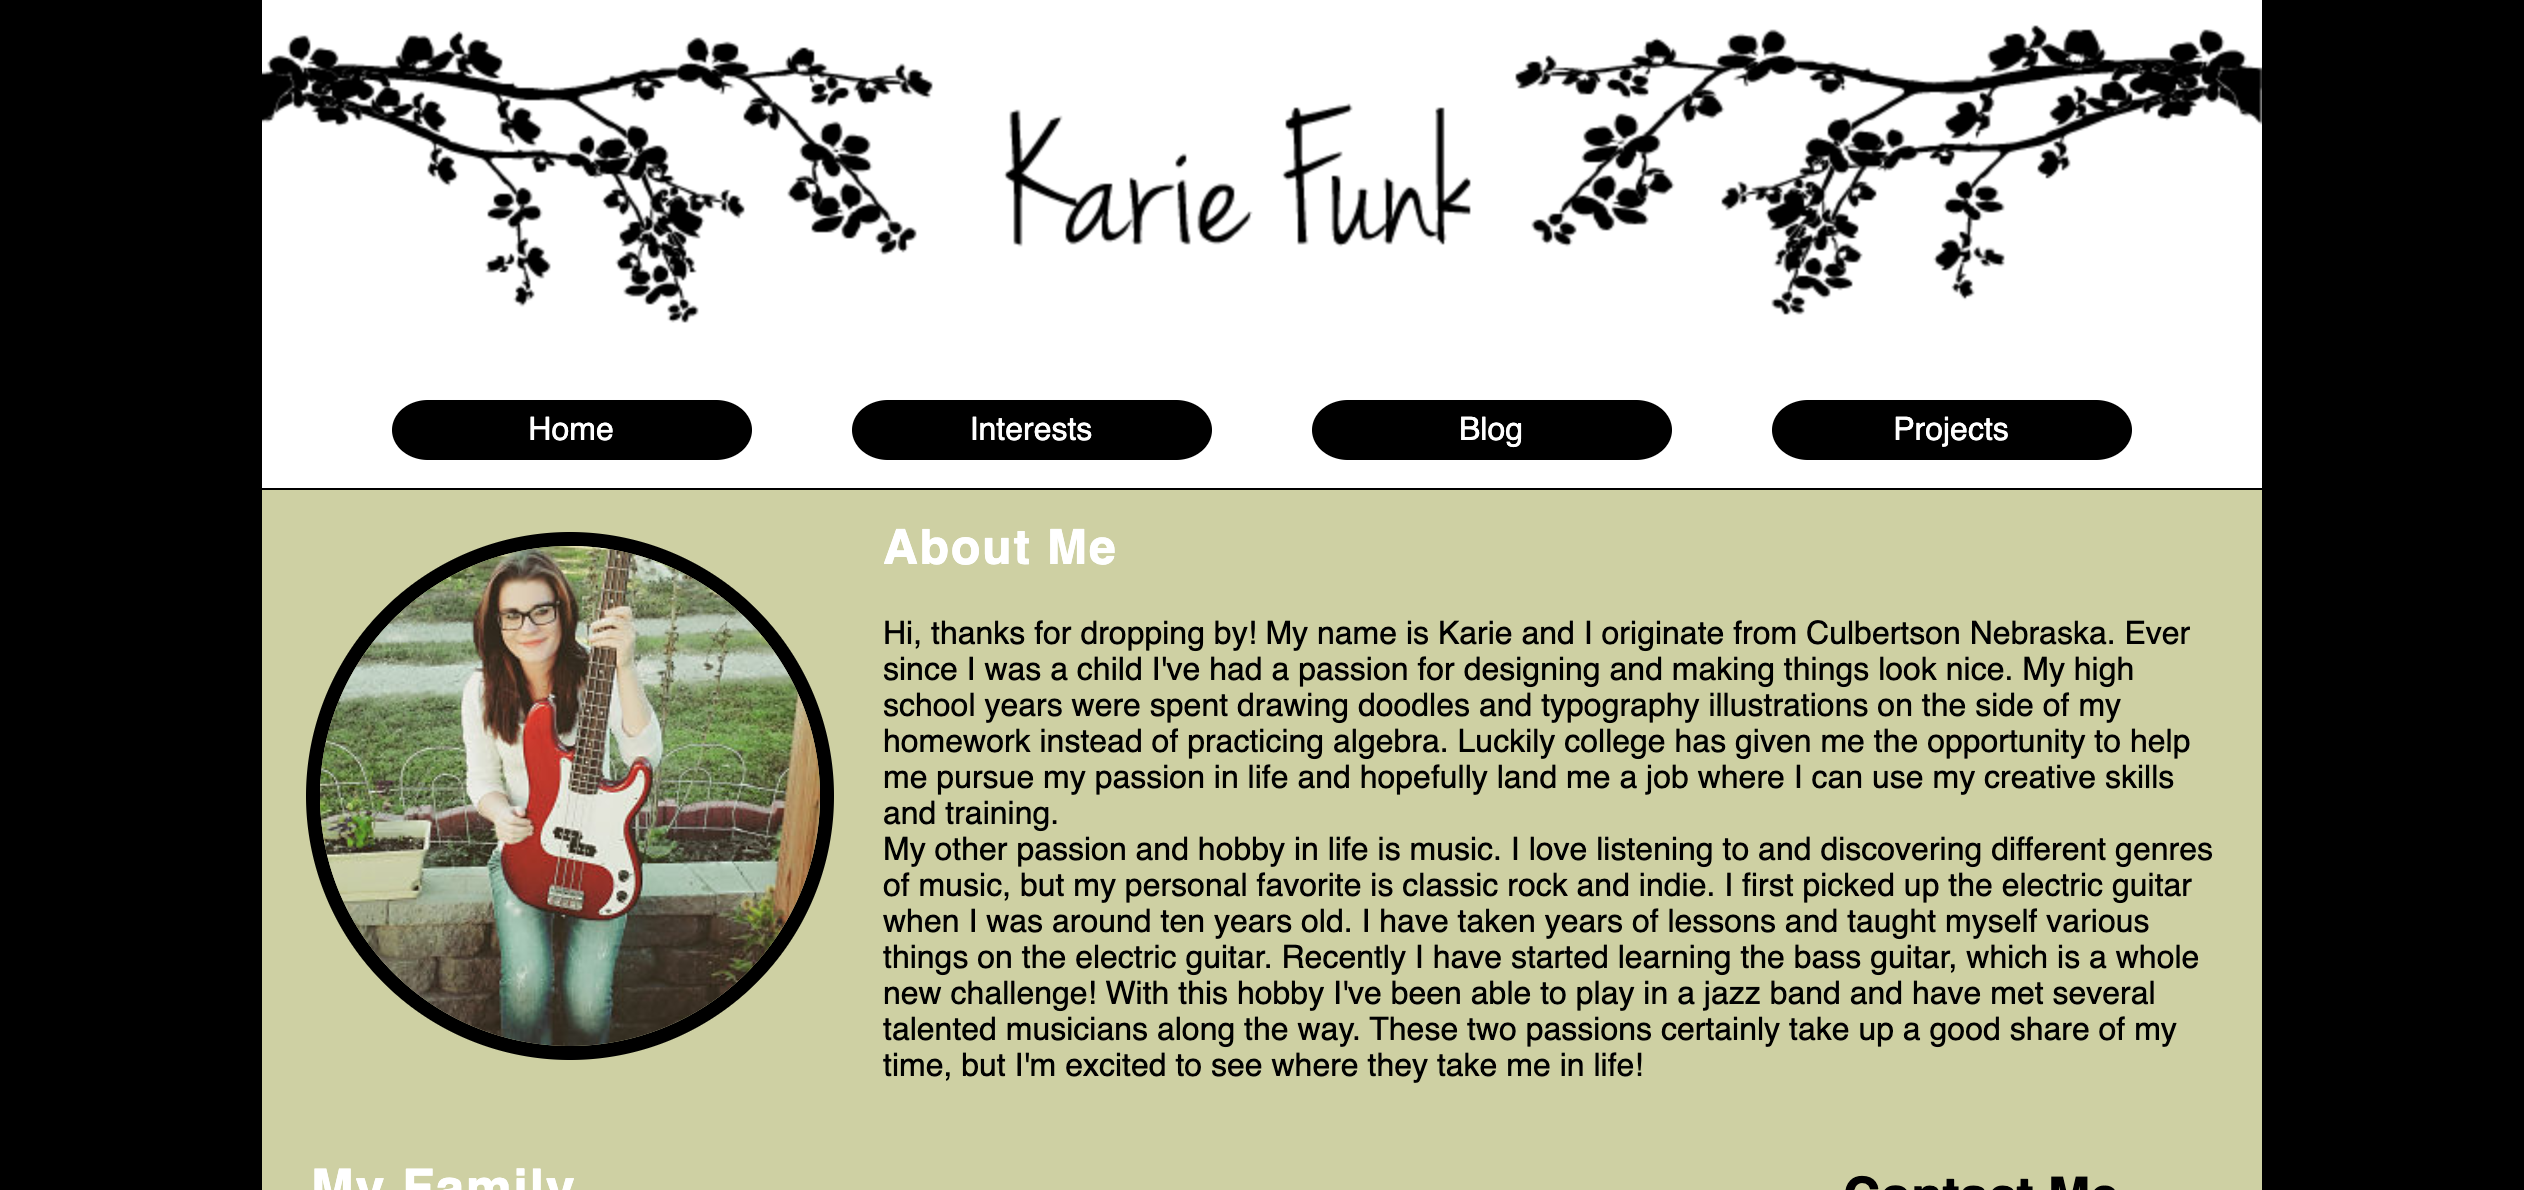 Karie Funk
Home Interests Blog Projects
About Me
Hi, thanks for dropping by! My name is Karie and I originate from Culbertson Nebraska. Ever
since I was a child I've had a passion for designing and making things look nice. My high
school years were spent drawing doodles and typography illustrations on the side of my
homework instead of practicing algebra. Luckily college has given me the opportunity to help
me pursue my passion in life and hopefully land me a job where I can use my creative skills
and training.
My other passion and hobby in life is music. I love listening to and discovering different genres
of music, but my personal favorite is classic rock and indie. I first picked up the electric guitar
when I was around ten years old. I have taken years of lessons and taught myself various
things on the electric guitar. Recently I have started learning the bass guitar, which is a whole
new challenge! With this hobby I've been able to play in a jazz band and have met several
talented musicians along the way. These two passions certainly take up a good share of my
time, but I'm excited to see where they take me in life!
My Family
Contact Me